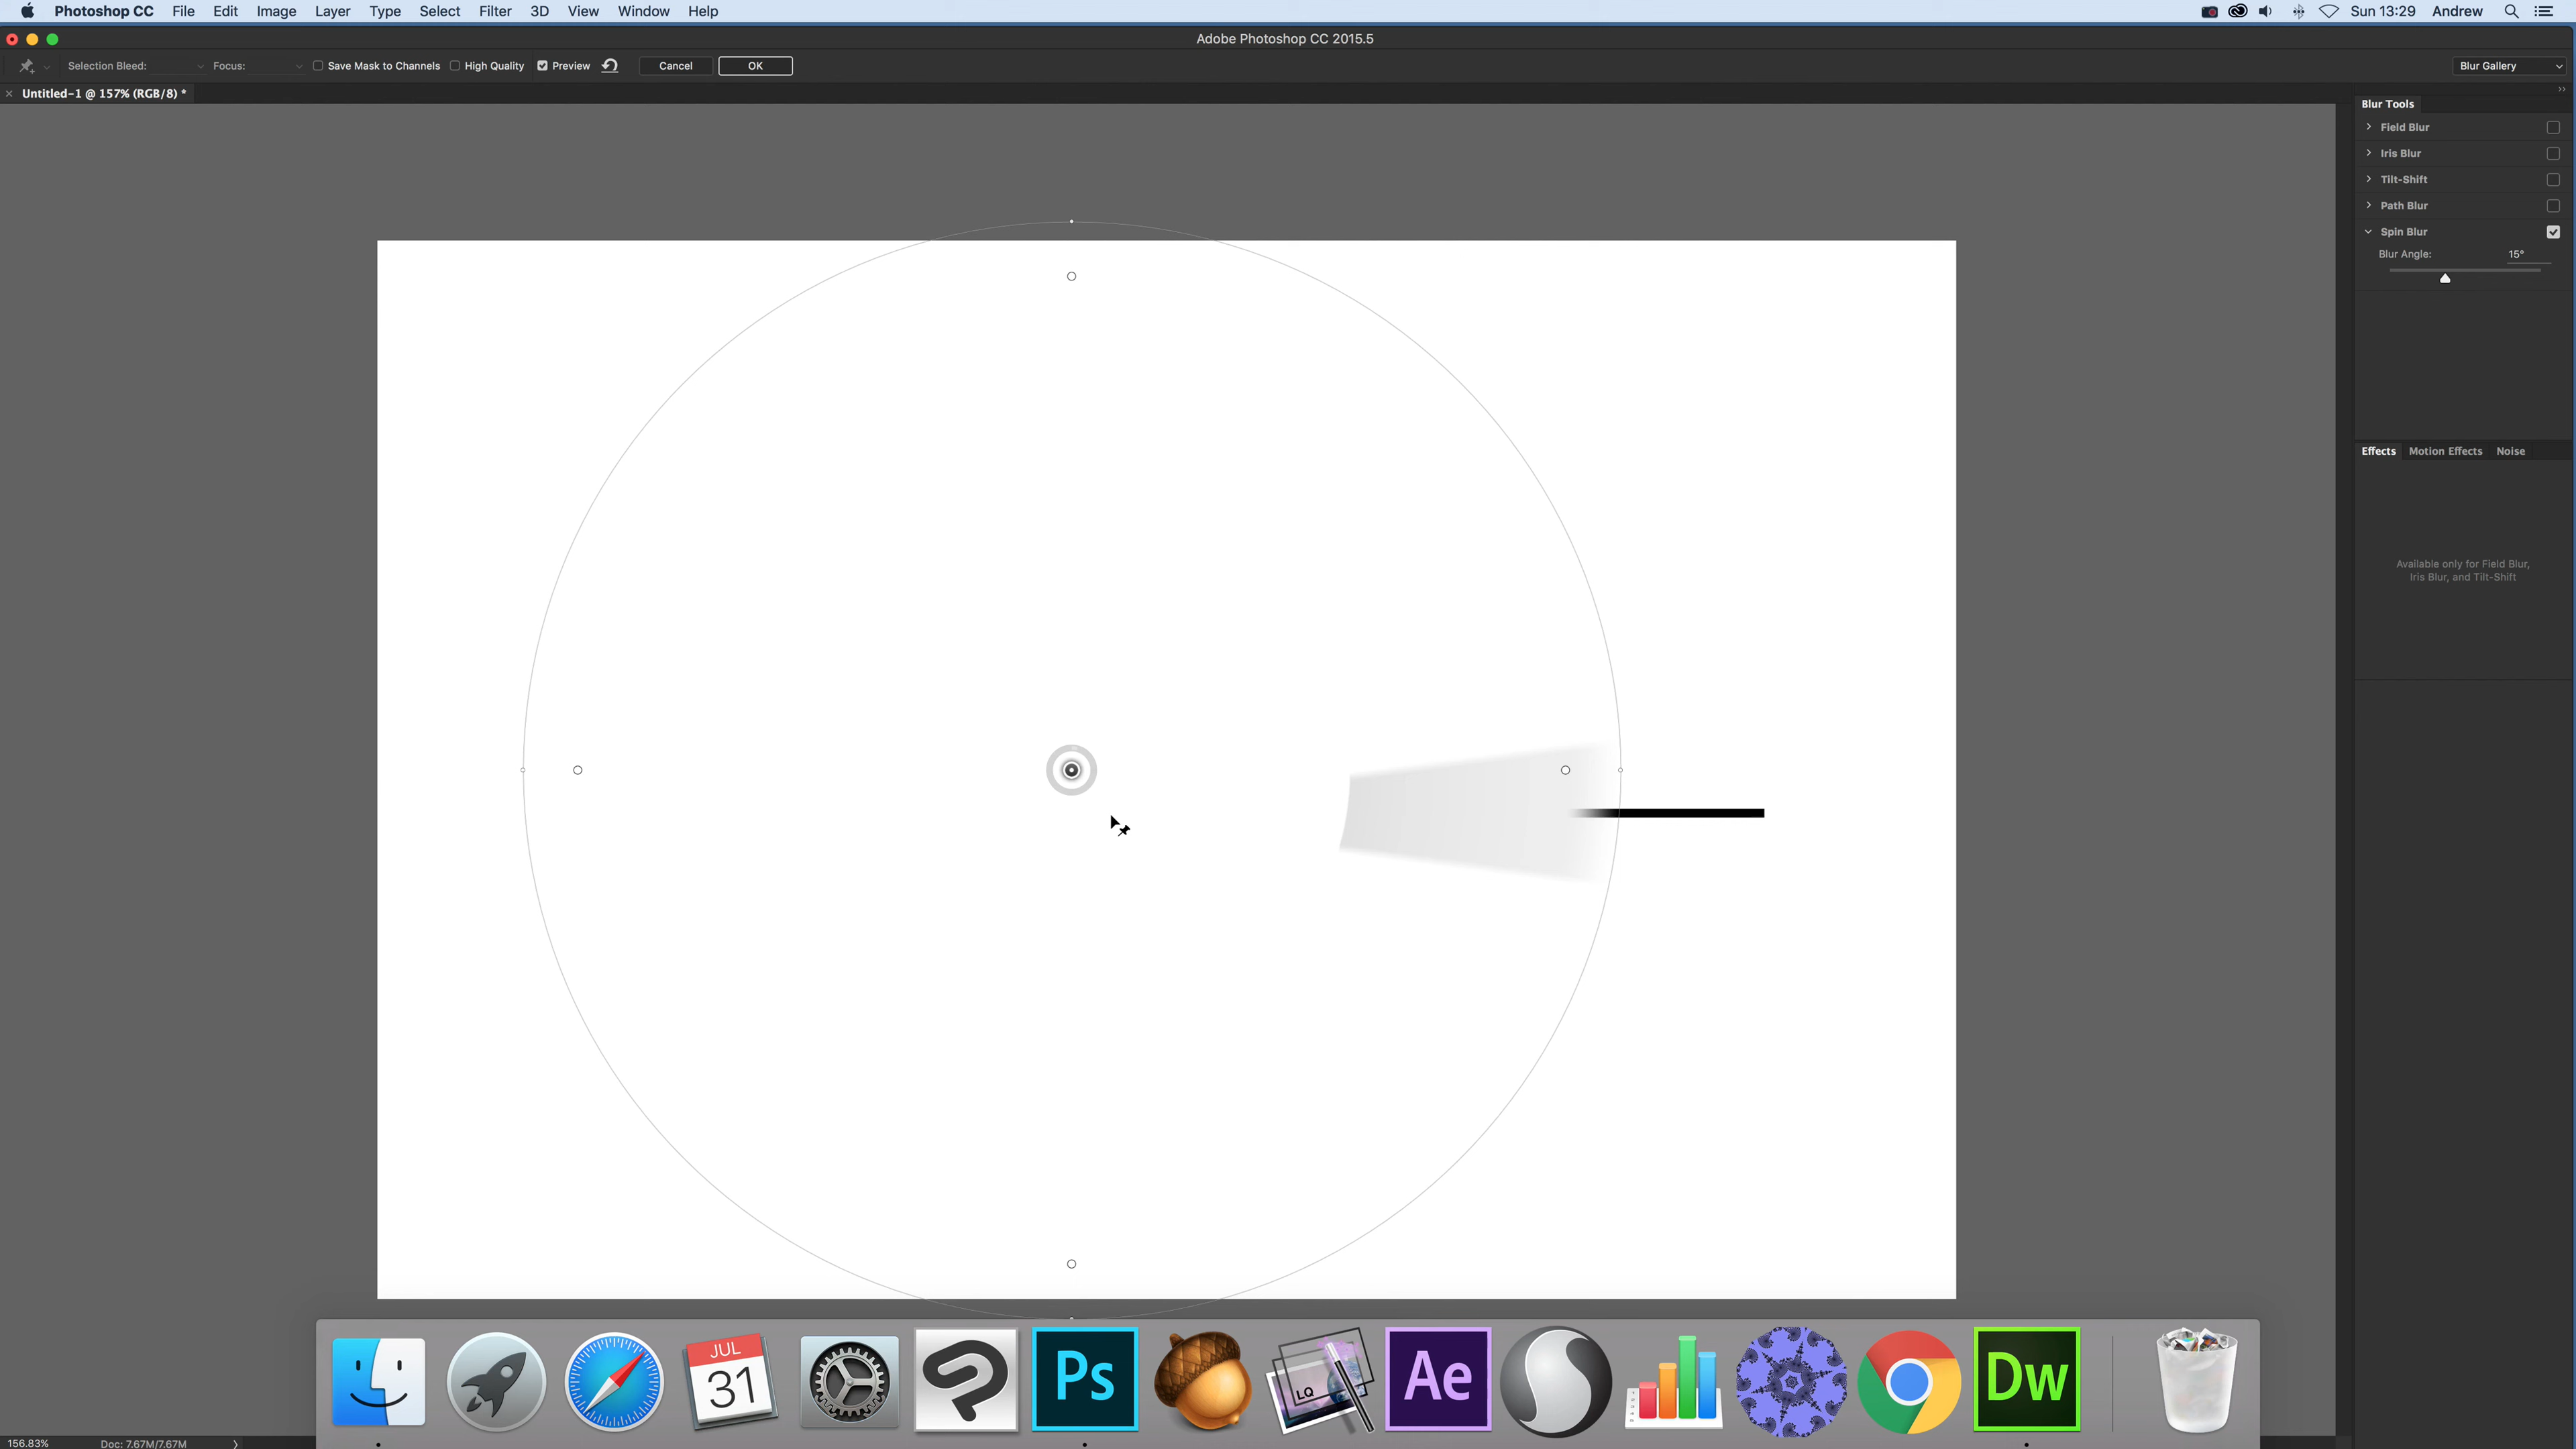 Photoshop CC File Edit Image Layer Type Select Filter 3D View Window Help Sun 13:29 Andrew
Adobe Photoshop CC 2015.5
Selection Bleed: Focus: Save Mask to Channels High Quality Preview Cancel OK Blur Gallery
Untitled-1 @ 157% (RGB/8) *
Blur Tools
Field Blur
Iris Blur
Tilt-Shift
Path Blur
Spin Blur
Blur Angle: 15°
Effects Motion Effects Noise
Available only for Field Blur,
Iris Blur, and Tilt-Shift
JUL
31
Ps
LQ
Ae
Dw
156.83% Doc: 7.67M/7.67M